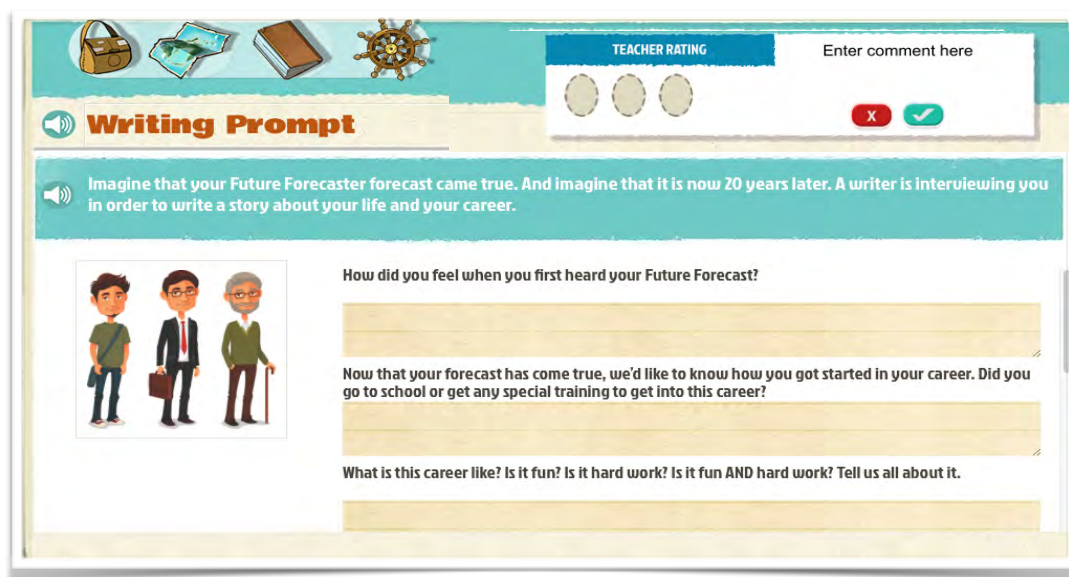 TEACHER RATING
Enter comment here
X
Writing Prompt
Imagine that your Future Forecaster forecast came true. And imagine that it is now 20 years later. A writer is interviewing you
in order to write a story about your life and your career.
How did you feel when you first heard your Future Forecast?
Now that your forecast has come true, we'd like to know how you got started in your career. Did you
go to school or get any special training to get into this career?
What is this career like? Is it fun? Is it hard work? Is it fun AND hard work? Tell us all about it.